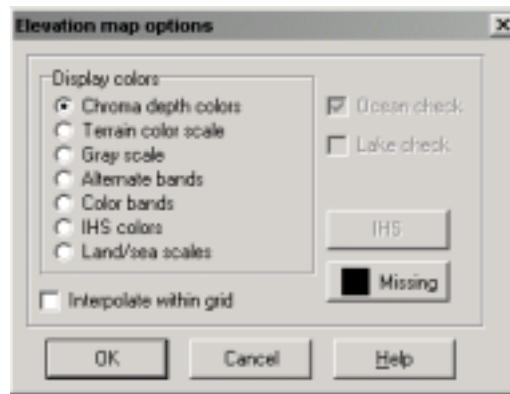 Elevation map options
Display colors
Chroma depth colors
Terrain color scale
Gray scale
Alternate bands
Color bands
IHS colors
Land/sea scales
Interpolate within grid
Ocean check
Lake check
IHS
Missing
OK
Cancel
Help